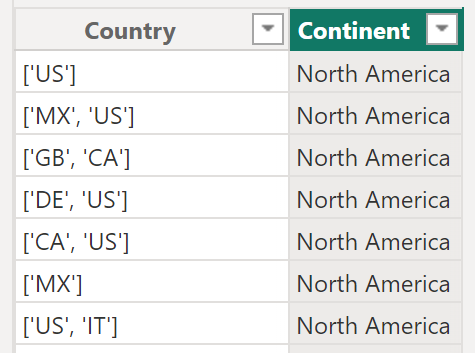 Country Continent
['US'] North America
['MX', 'US'] North America
['GB', 'CA'] North America
['DE', 'US'] North America
['CA', 'US'] North America
['MX'] North America
['US', 'IT'] North America